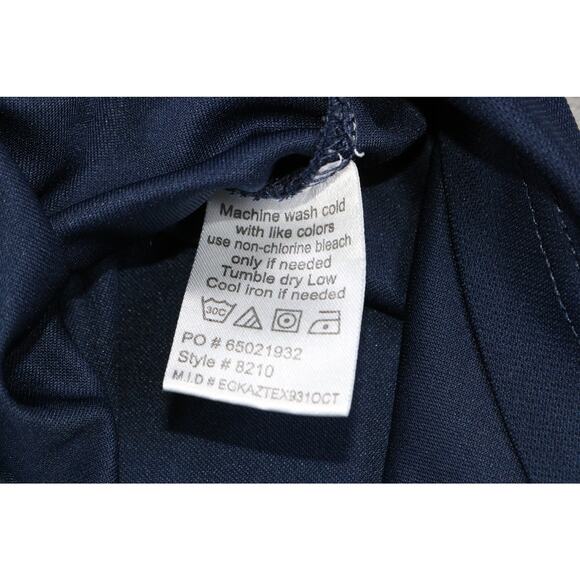 Machine wash cold
with like colors
use non-chlorine bleach
only if needed
Tumble dry Low
Cool iron if needed
30C
PO # 65021932
Style # 8210
M.I.D # EGKAZTEX931OCT